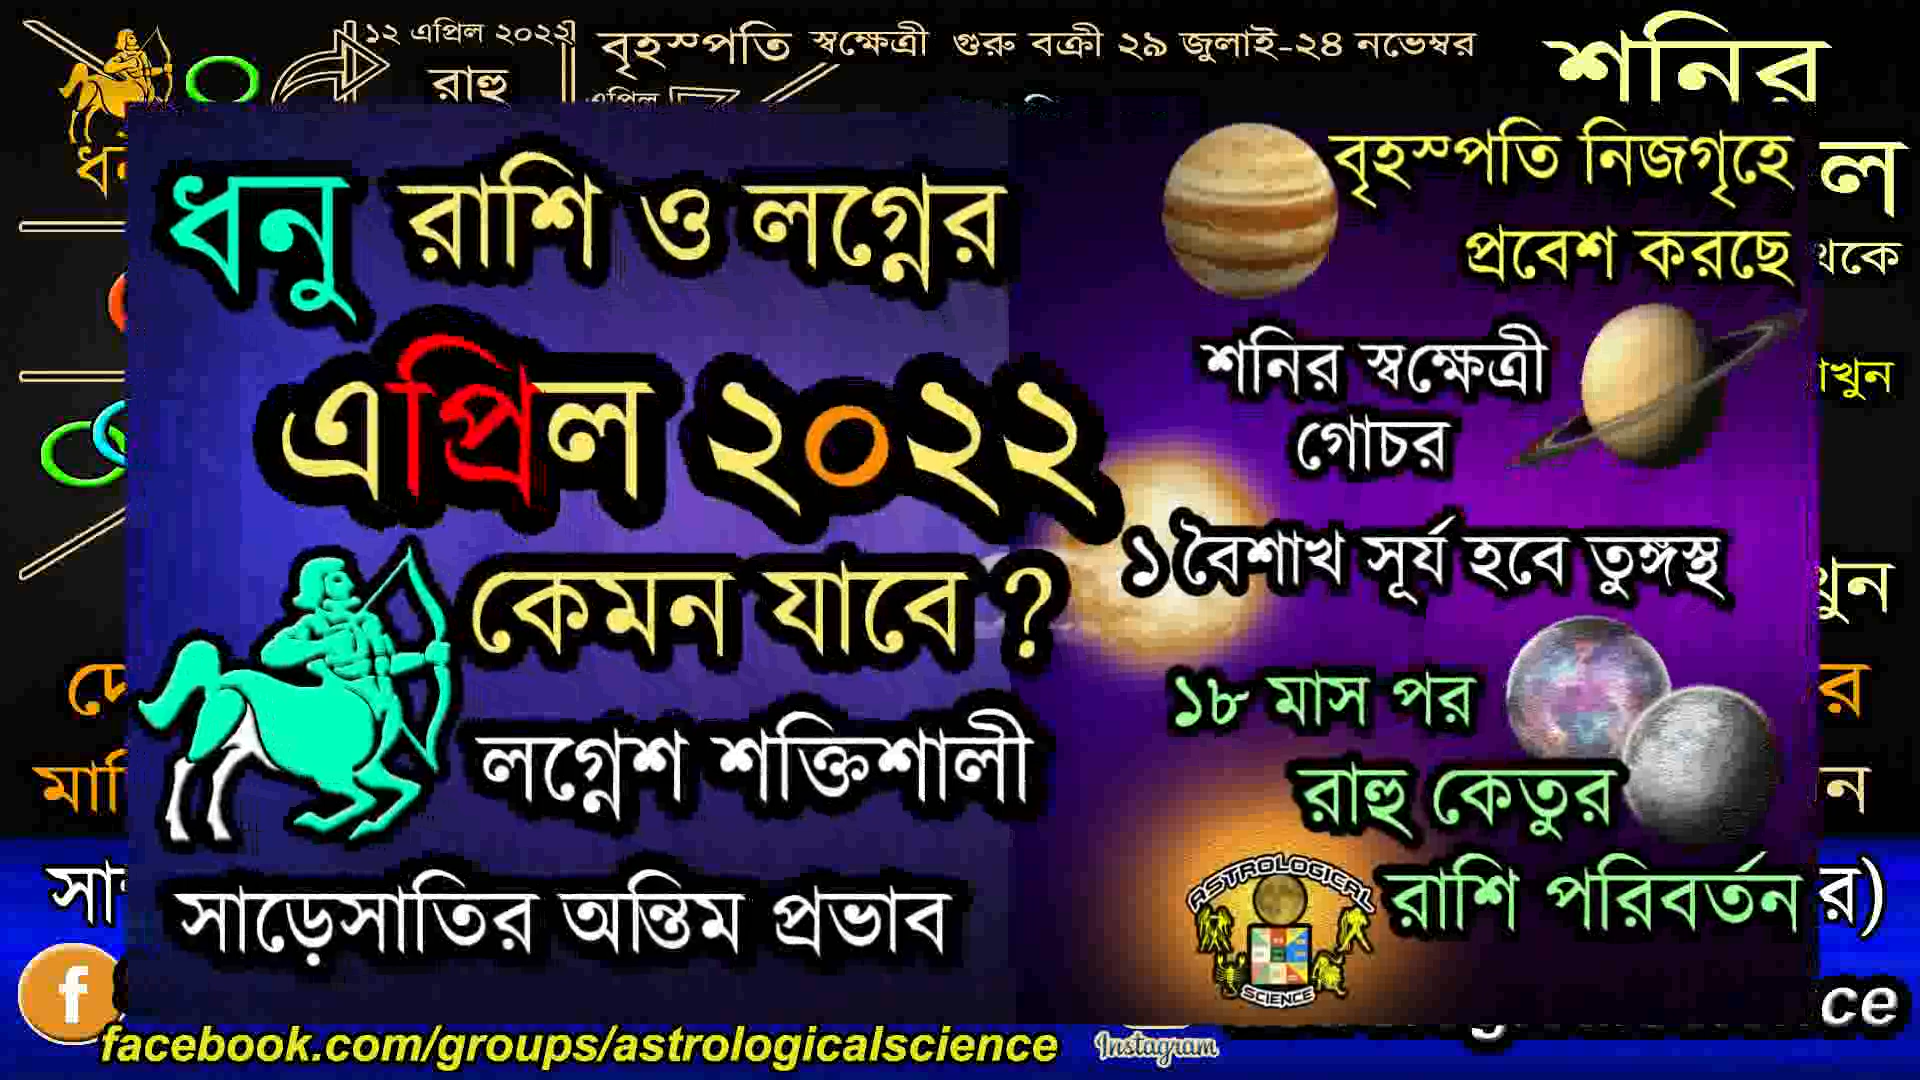 ১২ এপ্রিল ২০২২
রাহু
বৃহস্পতি স্বক্ষেত্রী গুরু বক্রী ২৯ জুলাই-২৪ নভেম্বর
এপ্রিল
শনির
ধনু রাশি ও লগ্নের
এপ্রিল ২০২২
কেমন যাবে ?
লগ্নেশ শক্তিশালী
সাড়েসাতির অন্তিম প্রভাব
বৃহস্পতি নিজগৃহে
প্রবেশ করছে
শনির স্বক্ষেত্রী
গোচর
১ বৈশাখ সূর্য হবে তুঙ্গস্থ
১৮ মাস পর
রাহু কেতুর
রাশি পরিবর্তন
ASTROLOGICAL
SCIENCE
facebook.com/groups/astrologicalscience
Instagram